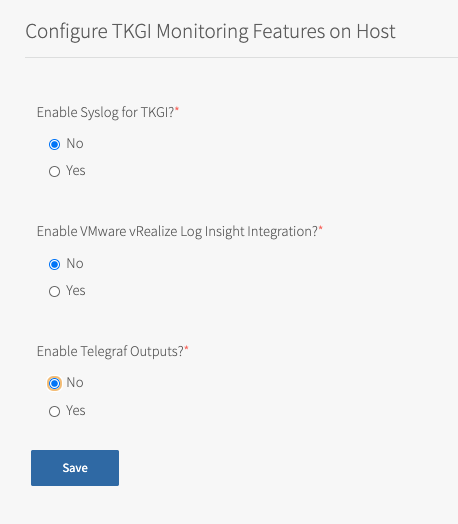 Configure TKGI Monitoring Features on Host
Enable Syslog for TKGI?*
No
Yes
Enable VMware vRealize Log Insight Integration?*
No
Yes
Enable Telegraf Outputs?*
No
Yes
Save